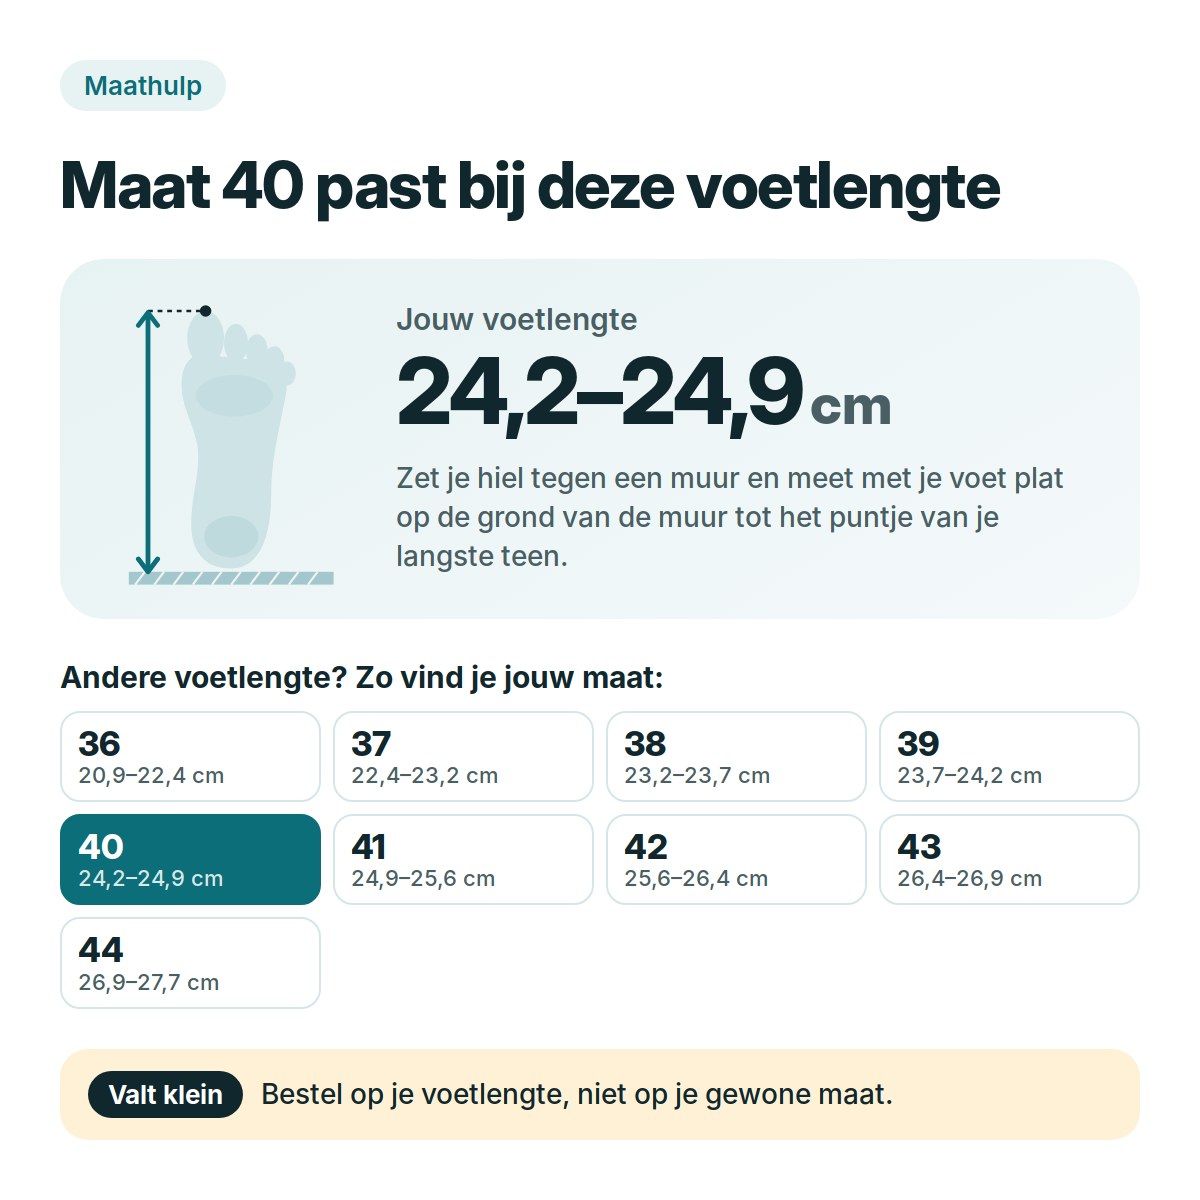 Maathulp
Maat 40 past bij deze voetlengte
Jouw voetlengte
24,2–24,9 cm
Zet je hiel tegen een muur en meet met je voet plat
op de grond van de muur tot het puntje van je
langste teen.
Andere voetlengte? Zo vind je jouw maat:
36
20,9–22,4 cm
37
22,4–23,2 cm
38
23,2–23,7 cm
39
23,7–24,2 cm
40
24,2–24,9 cm
41
24,9–25,6 cm
42
25,6–26,4 cm
43
26,4–26,9 cm
44
26,9–27,7 cm
Valt klein Bestel op je voetlengte, niet op je gewone maat.